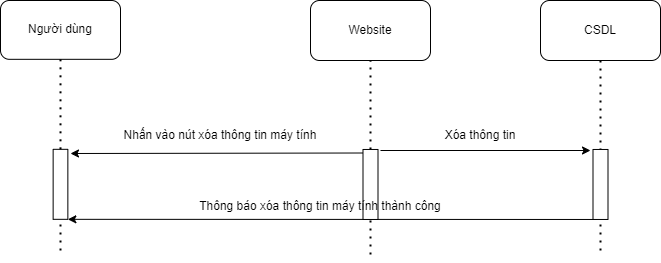 Người dùng
Website
CSDL
Nhấn vào nút xóa thông tin máy tính
Xóa thông tin
Thông báo xóa thông tin máy tính thành công